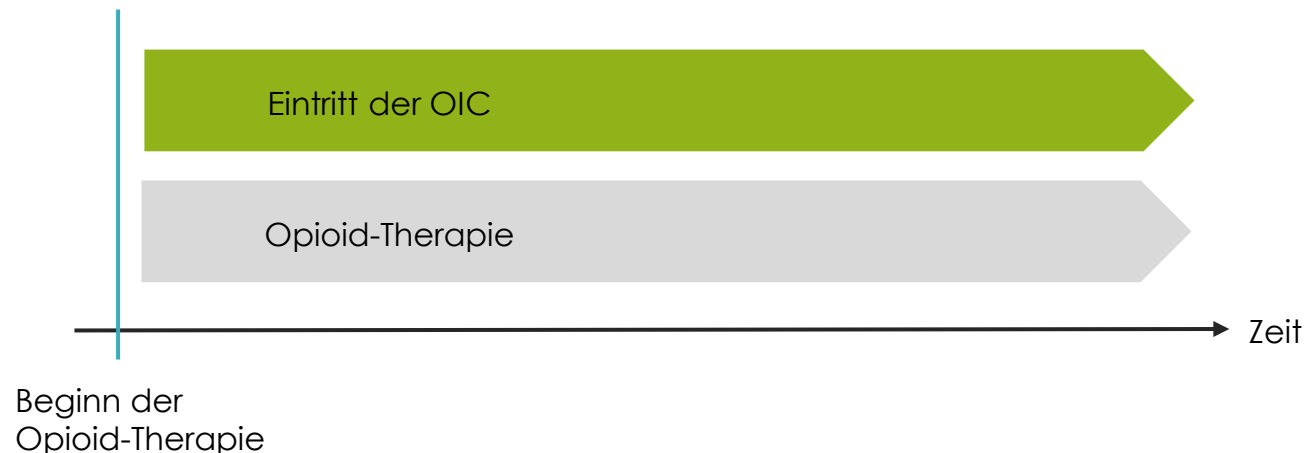 Eintritt der OIC
Opioid-Therapie
Zeit
Beginn der
Opioid-Therapie